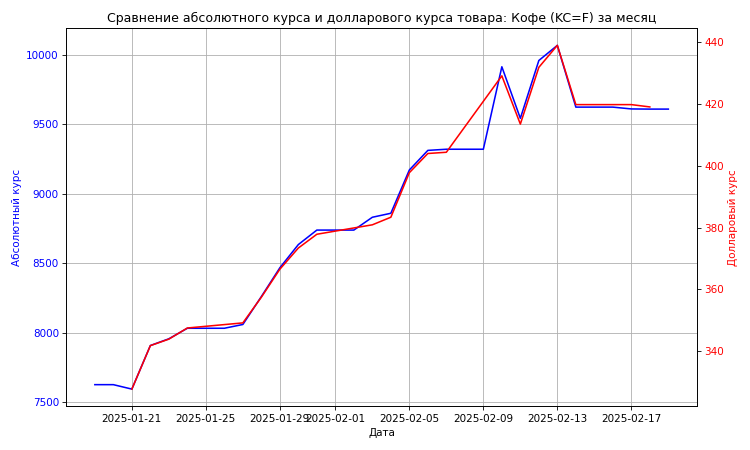 Сравнение абсолютного курса и долларового курса товара: Кофе (KC=F) за месяц
Абсолютный курс
10000
9500
9000
8500
8000
7500
440
420
400
380
360
340
Долларовый курс
2025-01-21 2025-01-25 2025-01-29 2025-02-01 2025-02-05 2025-02-09 2025-02-13 2025-02-17
Дата